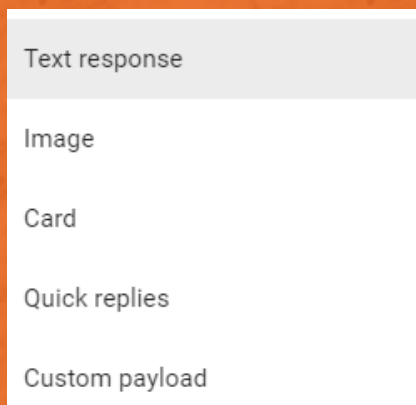 Text response
Image
Card
Quick replies
Custom payload